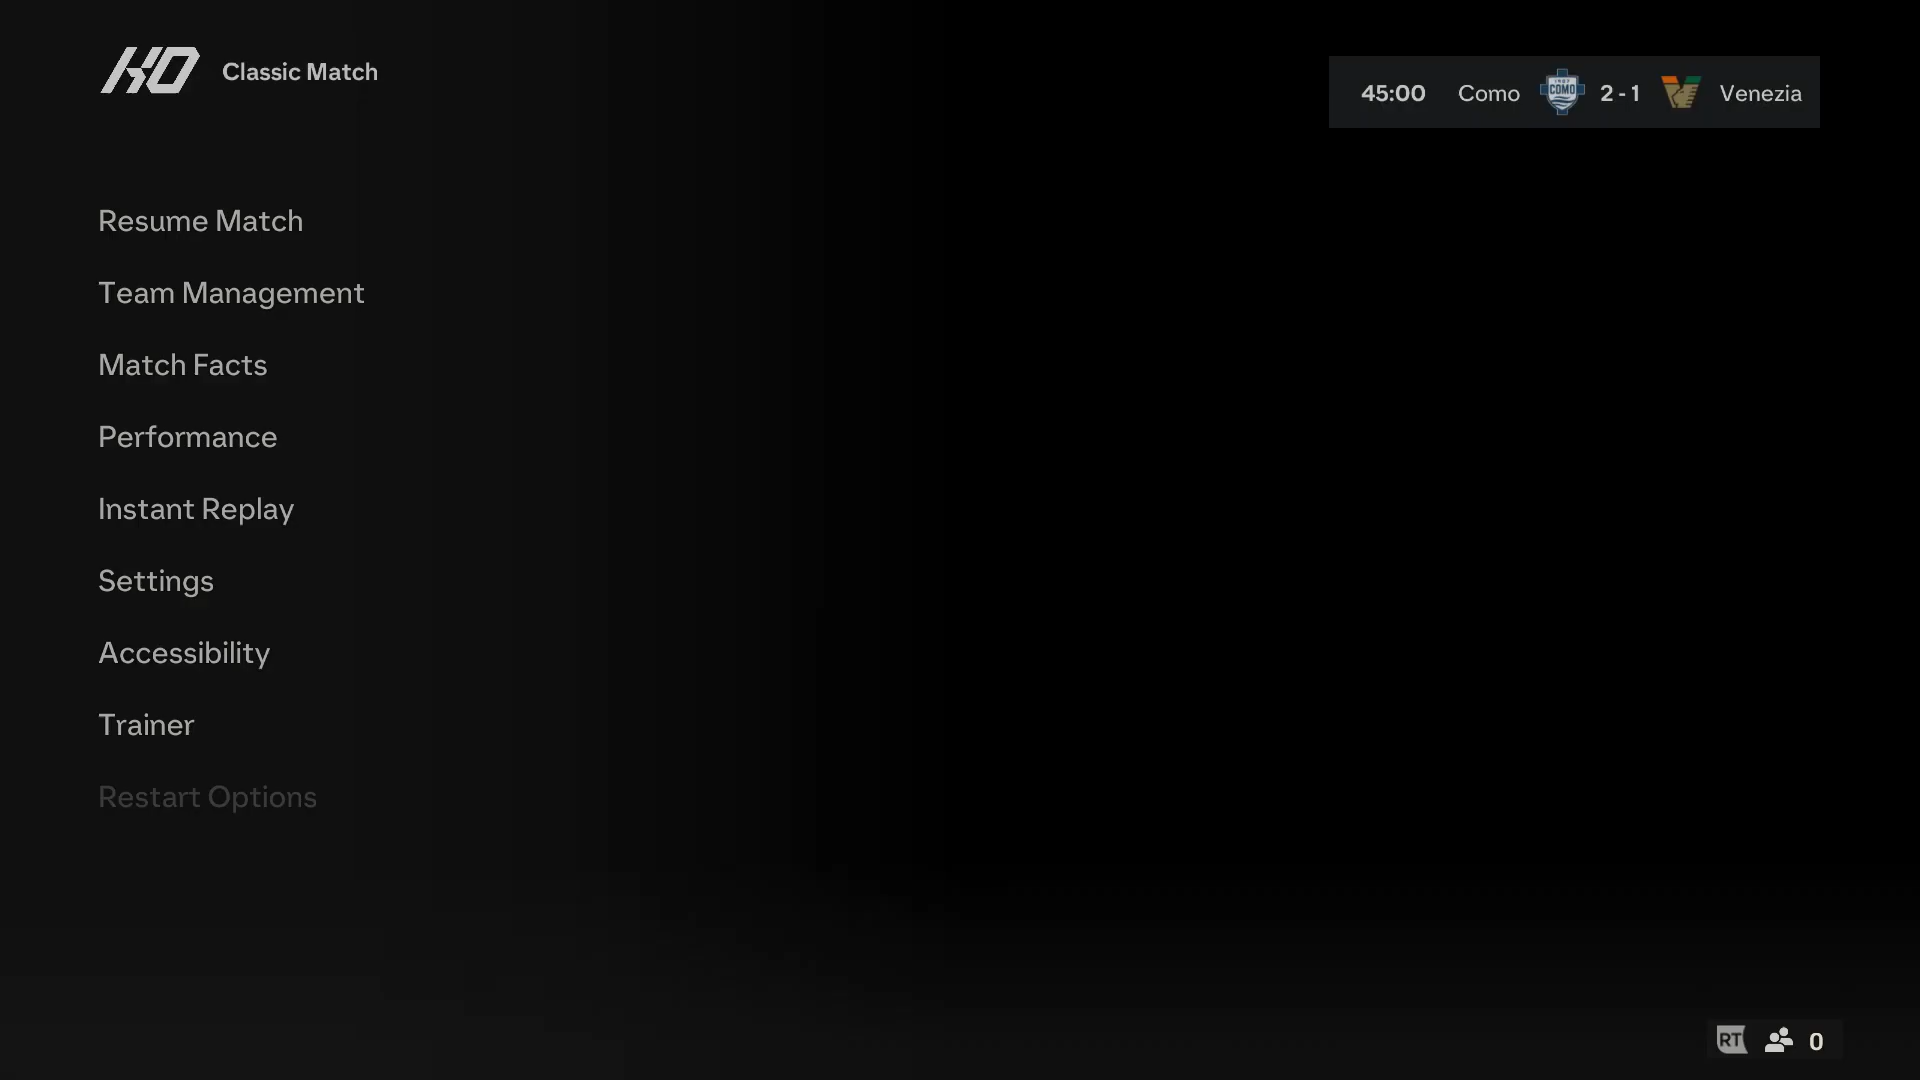 KO Classic Match
45:00 Como COMO 2 - 1 Venezia
Resume Match
Team Management
Match Facts
Performance
Instant Replay
Settings
Accessibility
Trainer
Restart Options
RT 0